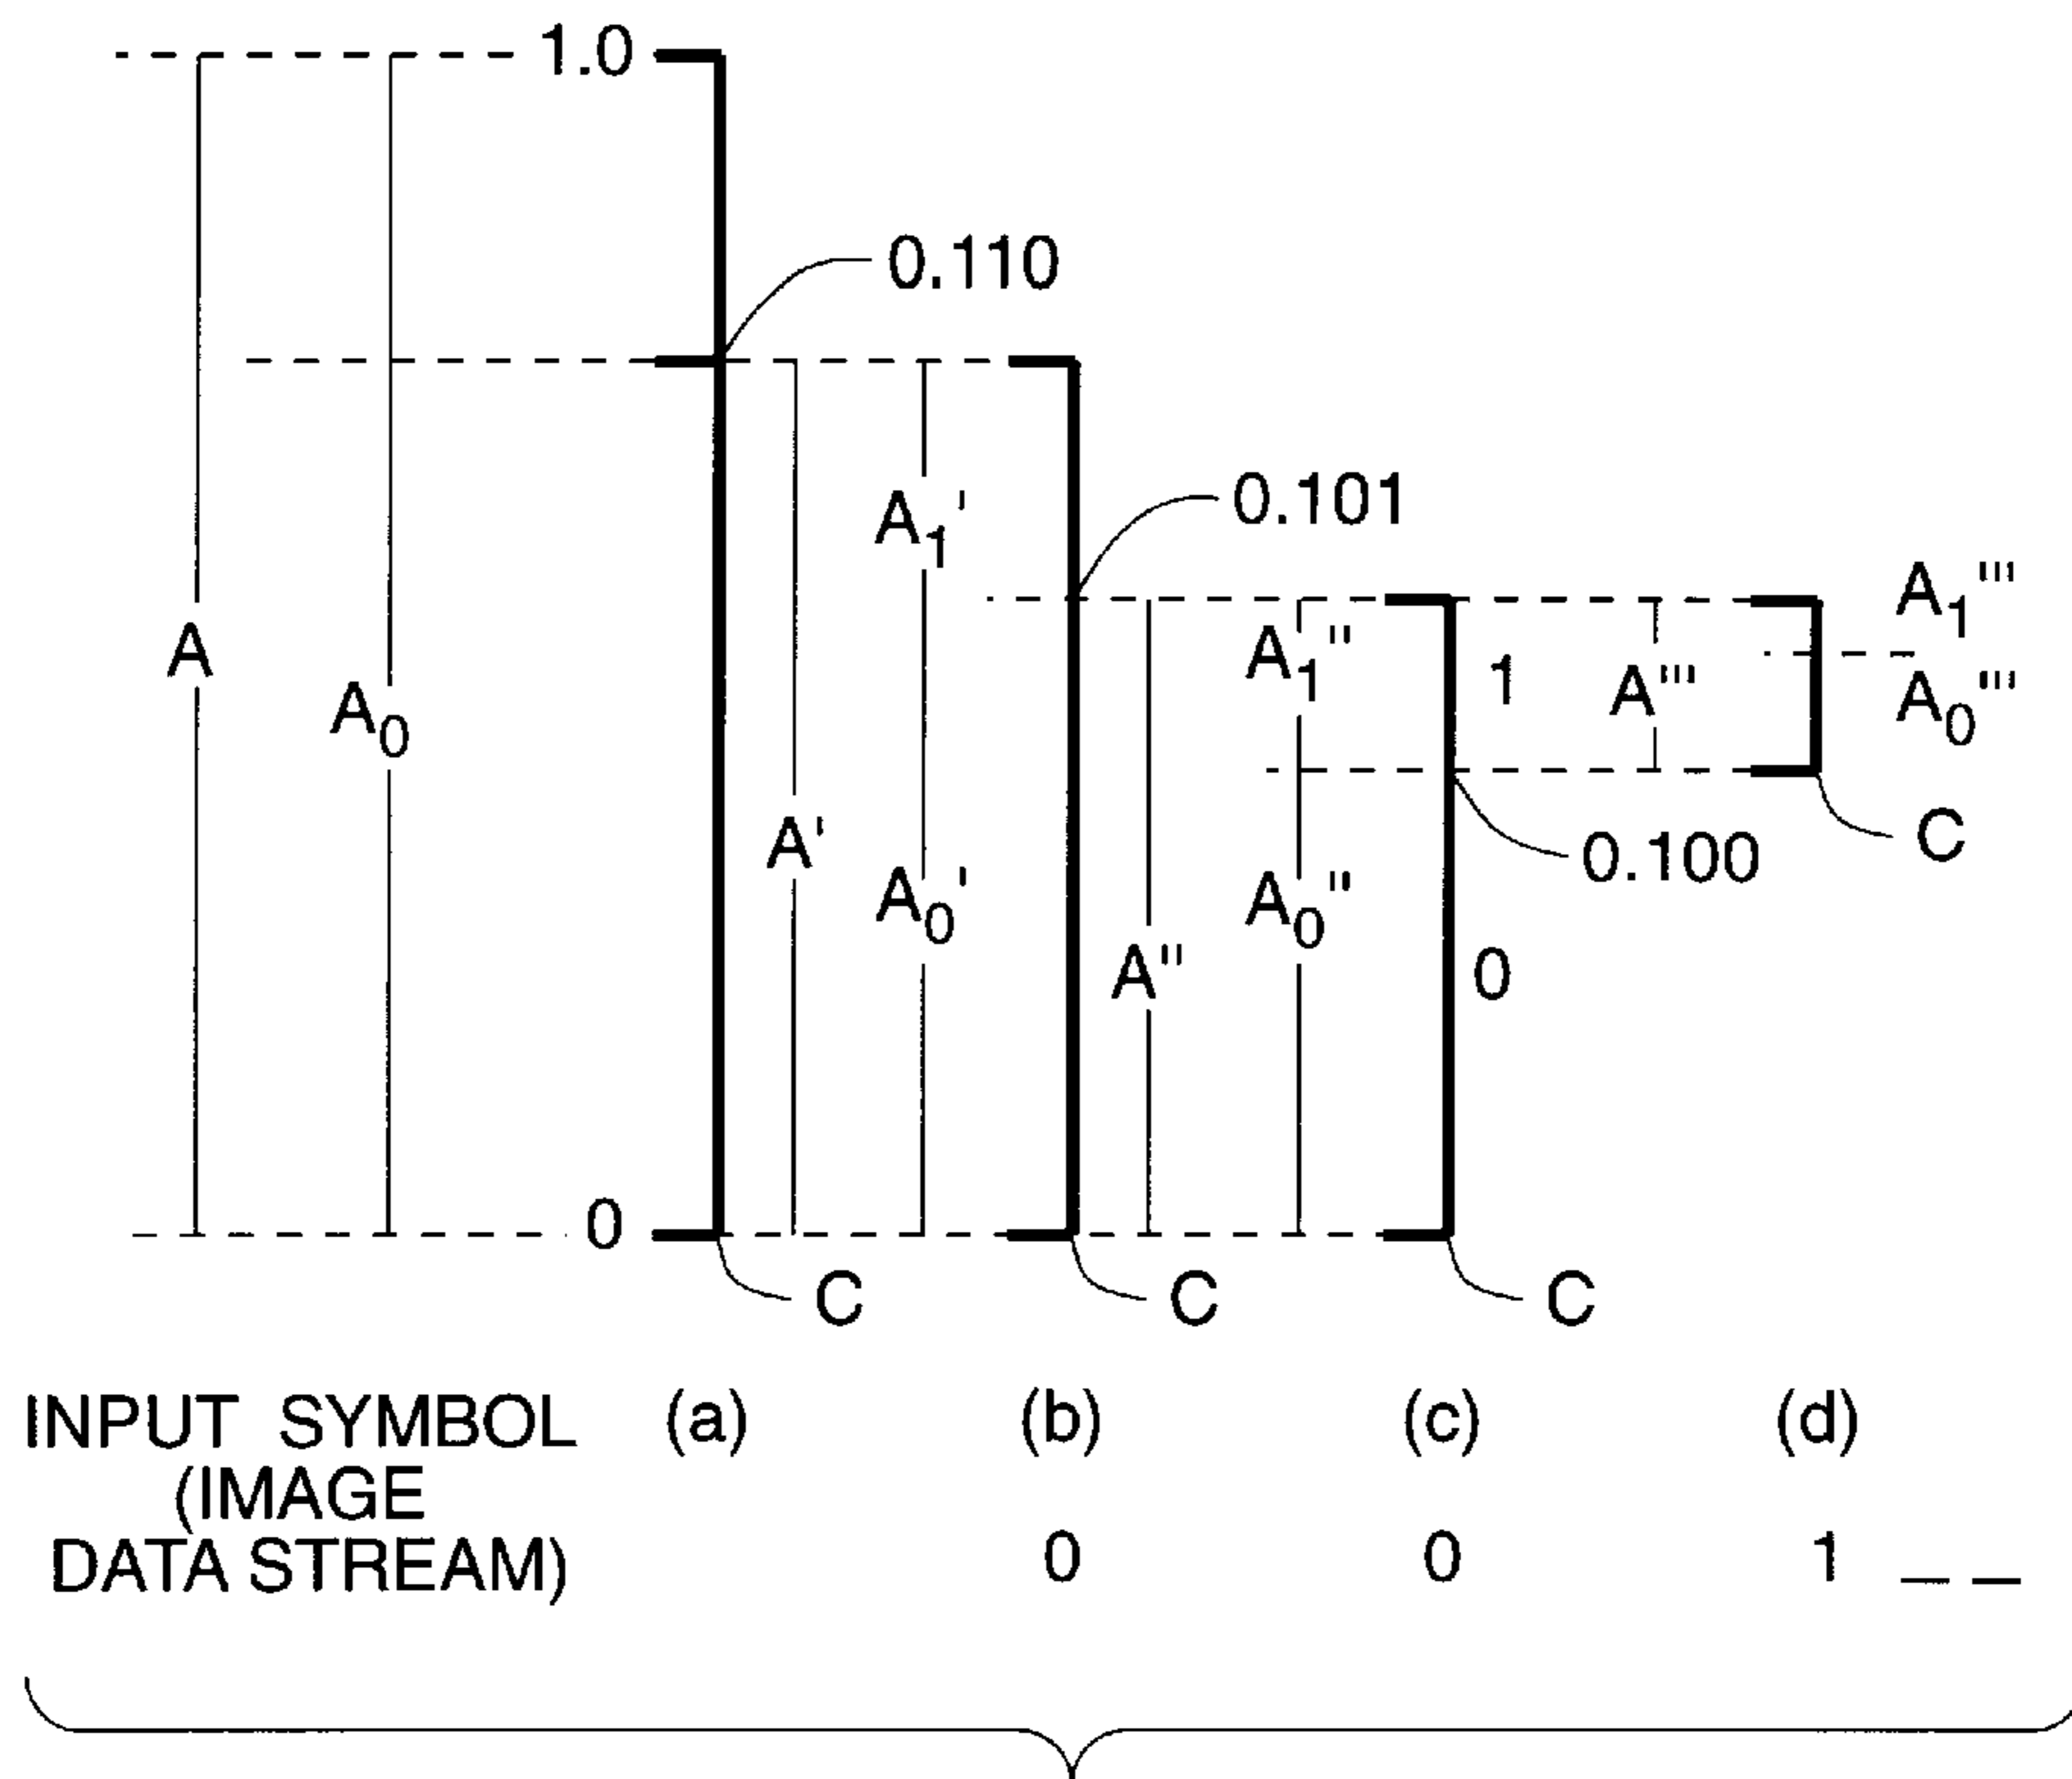 1.0
0.110
A₁'
0.101
A₁'''
A
A₁''
1
A'''
A₀
A₀'''
A'
0.100
C
A₀'
A₀''
A''
0
0
C
C
C
INPUT SYMBOL (a) (b) (c) (d)
(IMAGE
DATA STREAM) 0 0 1 — —